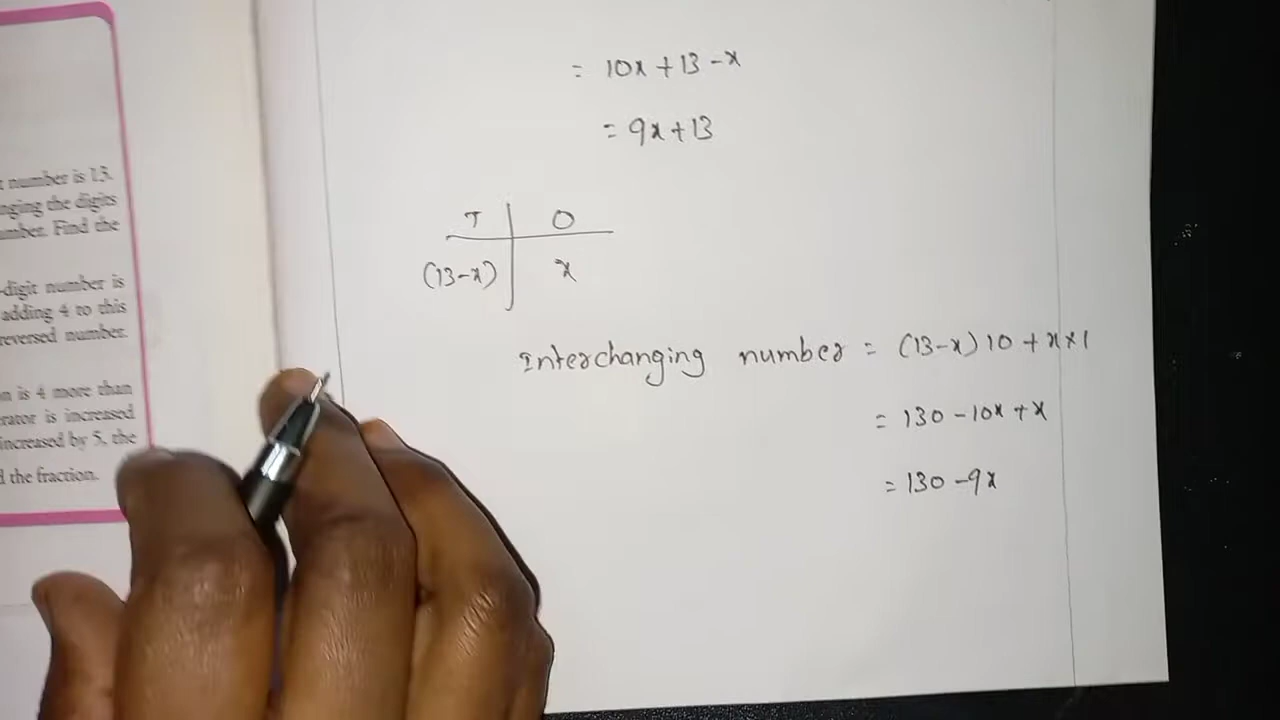 number is 13.
nging the digits
umber. Find the
-digit number is
adding 4 to this
reversed number.
n is 4 more than
erator is increased
increased by 5, the
d the fraction.
= 10x + 13 - x
= 9x + 13
T O
(13-x) x
Interchanging number = (13-x) 10 + x × 1
= 130 - 10x + x
= 130 - 9x